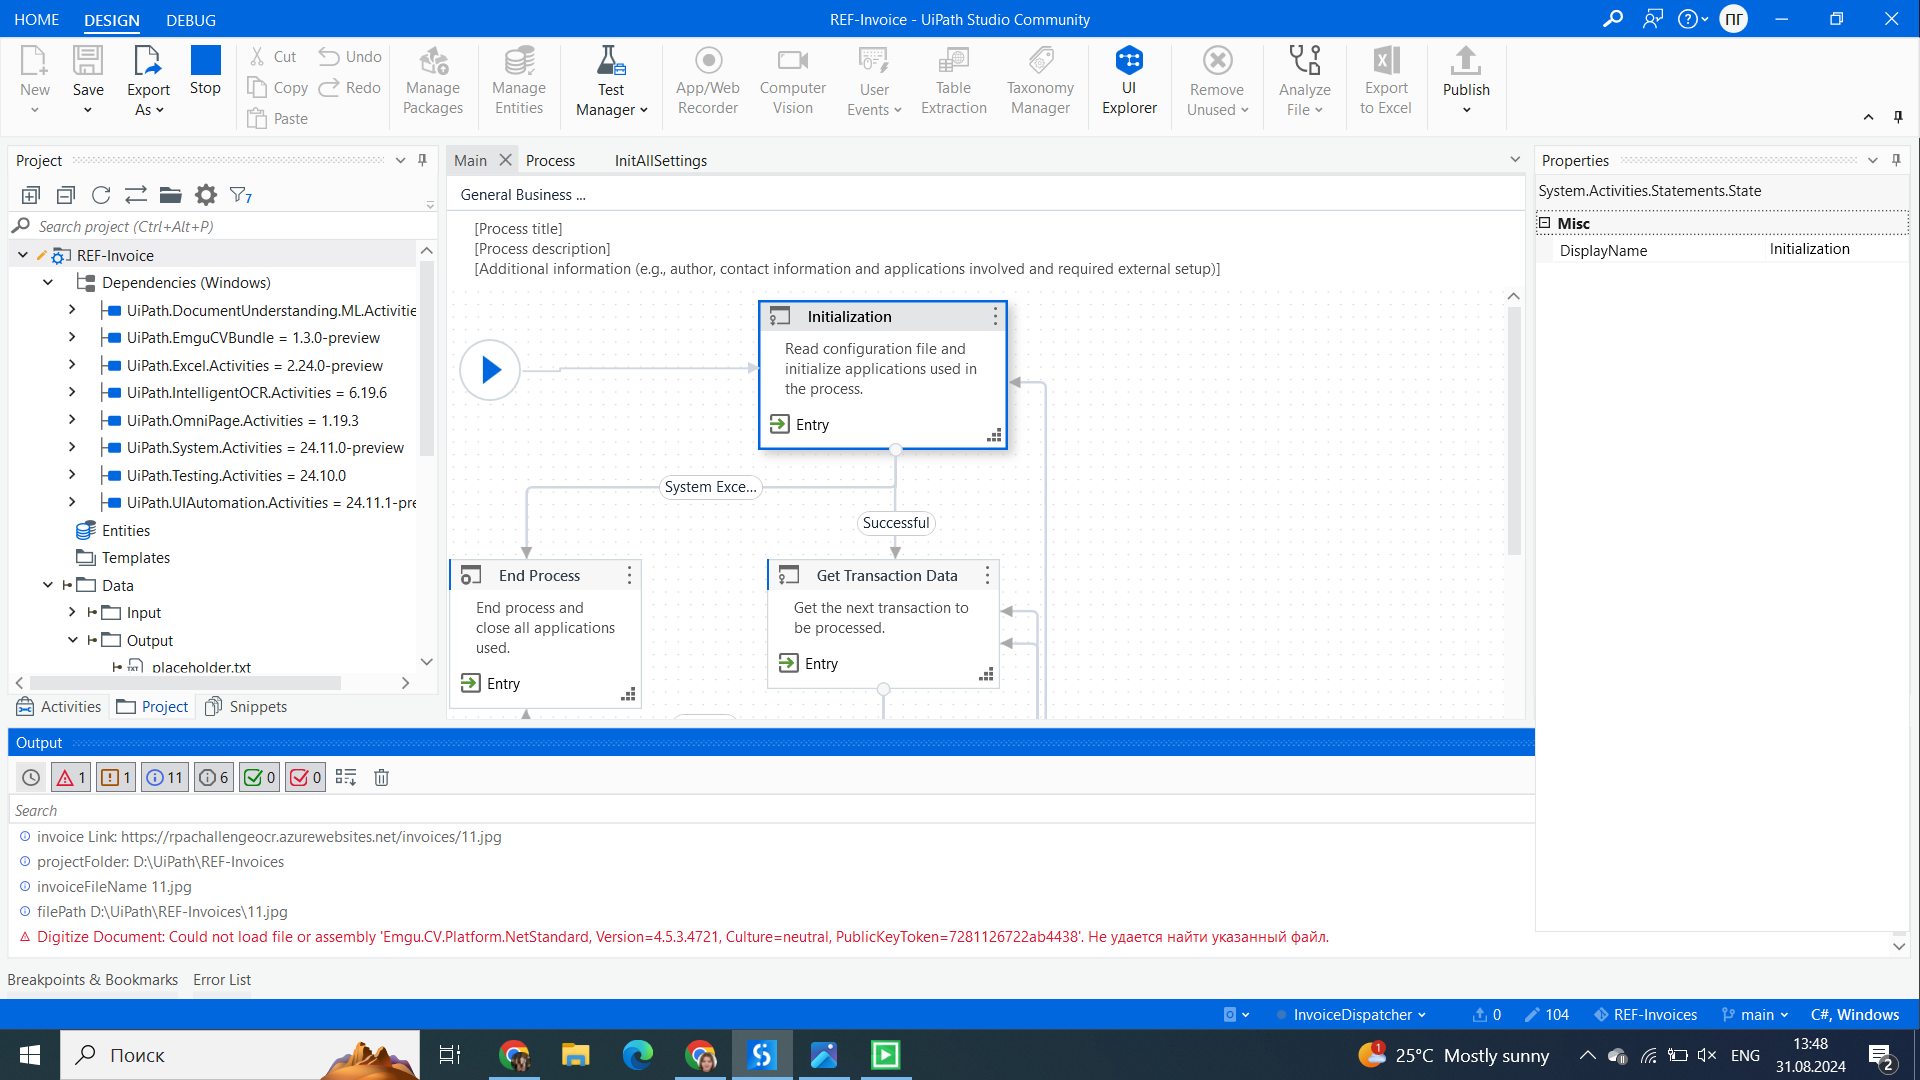 HOME DESIGN DEBUG
REF-Invoice - UiPath Studio Community
ПГ
New
Save
Export As
Stop
Cut
Copy
Paste
Undo
Redo
Manage Packages
Manage Entities
Test Manager
App/Web Recorder
Computer Vision
User Events
Table Extraction
Taxonomy Manager
UI Explorer
Remove Unused
Analyze File
Export to Excel
Publish
Project
7
Search project (Ctrl+Alt+P)
REF-Invoice
Dependencies (Windows)
UiPath.DocumentUnderstanding.ML.Activitie
UiPath.EmguCVBundle = 1.3.0-preview
UiPath.Excel.Activities = 2.24.0-preview
UiPath.IntelligentOCR.Activities = 6.19.6
UiPath.OmniPage.Activities = 1.19.3
UiPath.System.Activities = 24.11.0-preview
UiPath.Testing.Activities = 24.10.0
UiPath.UIAutomation.Activities = 24.11.1-pre
Entities
Templates
Data
Input
Output
placeholder.txt
Activities Project Snippets
Main Process InitAllSettings
General Business ...
[Process title]
[Process description]
[Additional information (e.g., author, contact information and applications involved and required external setup)]
Initialization
Read configuration file and
initialize applications used in
the process.
Entry
System Exce...
Successful
End Process
End process and
close all applications
used.
Entry
Get Transaction Data
Get the next transaction to
be processed.
Entry
Properties
System.Activities.Statements.State
Misc
DisplayName Initialization
Output
1 1 11 6 0 0
Search
invoice Link: https://rpachallengeocr.azurewebsites.net/invoices/11.jpg
projectFolder: D:\UiPath\REF-Invoices
invoiceFileName 11.jpg
filePath D:\UiPath\REF-Invoices\11.jpg
Digitize Document: Could not load file or assembly 'Emgu.CV.Platform.NetStandard, Version=4.5.3.4721, Culture=neutral, PublicKeyToken=7281126722ab4438'. Не удается найти указанный файл.
Breakpoints & Bookmarks Error List
InvoiceDispatcher 0 104 REF-Invoices main C#, Windows
Поиск
1 25°C Mostly sunny
ENG
13:48
31.08.2024
2